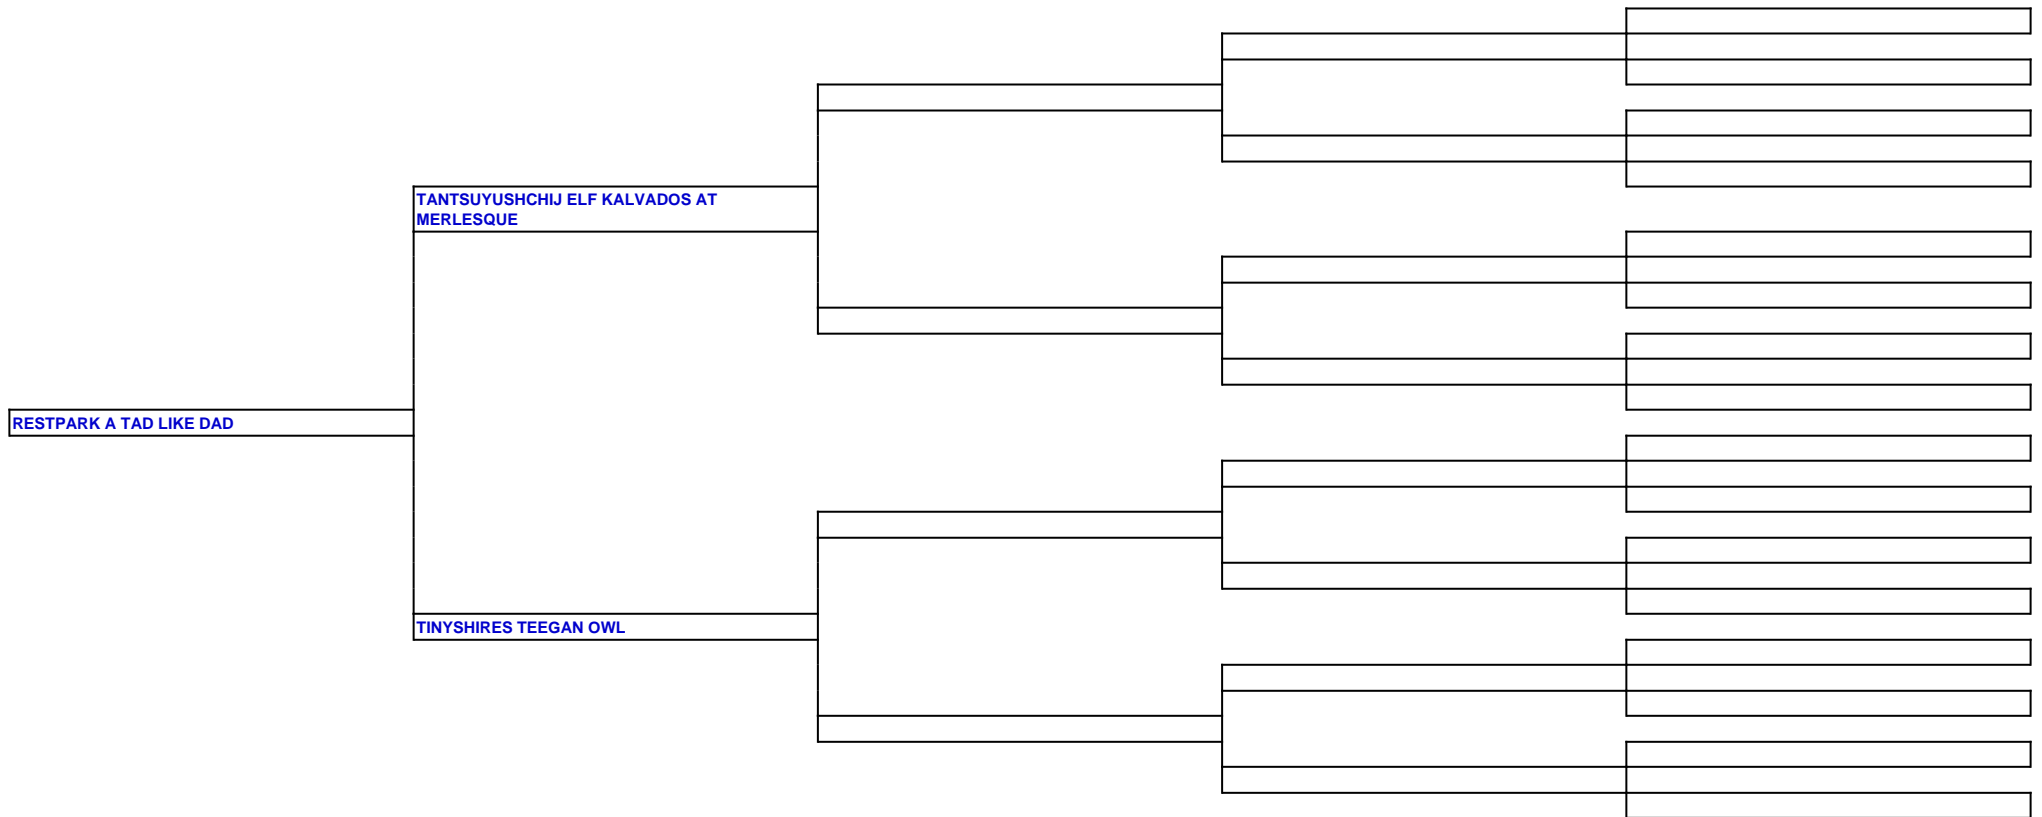 TANTSUYUSHCHIJ ELF KALVADOS AT
MERLESQUE
RESTPARK A TAD LIKE DAD
TINYSHIRES TEEGAN OWL